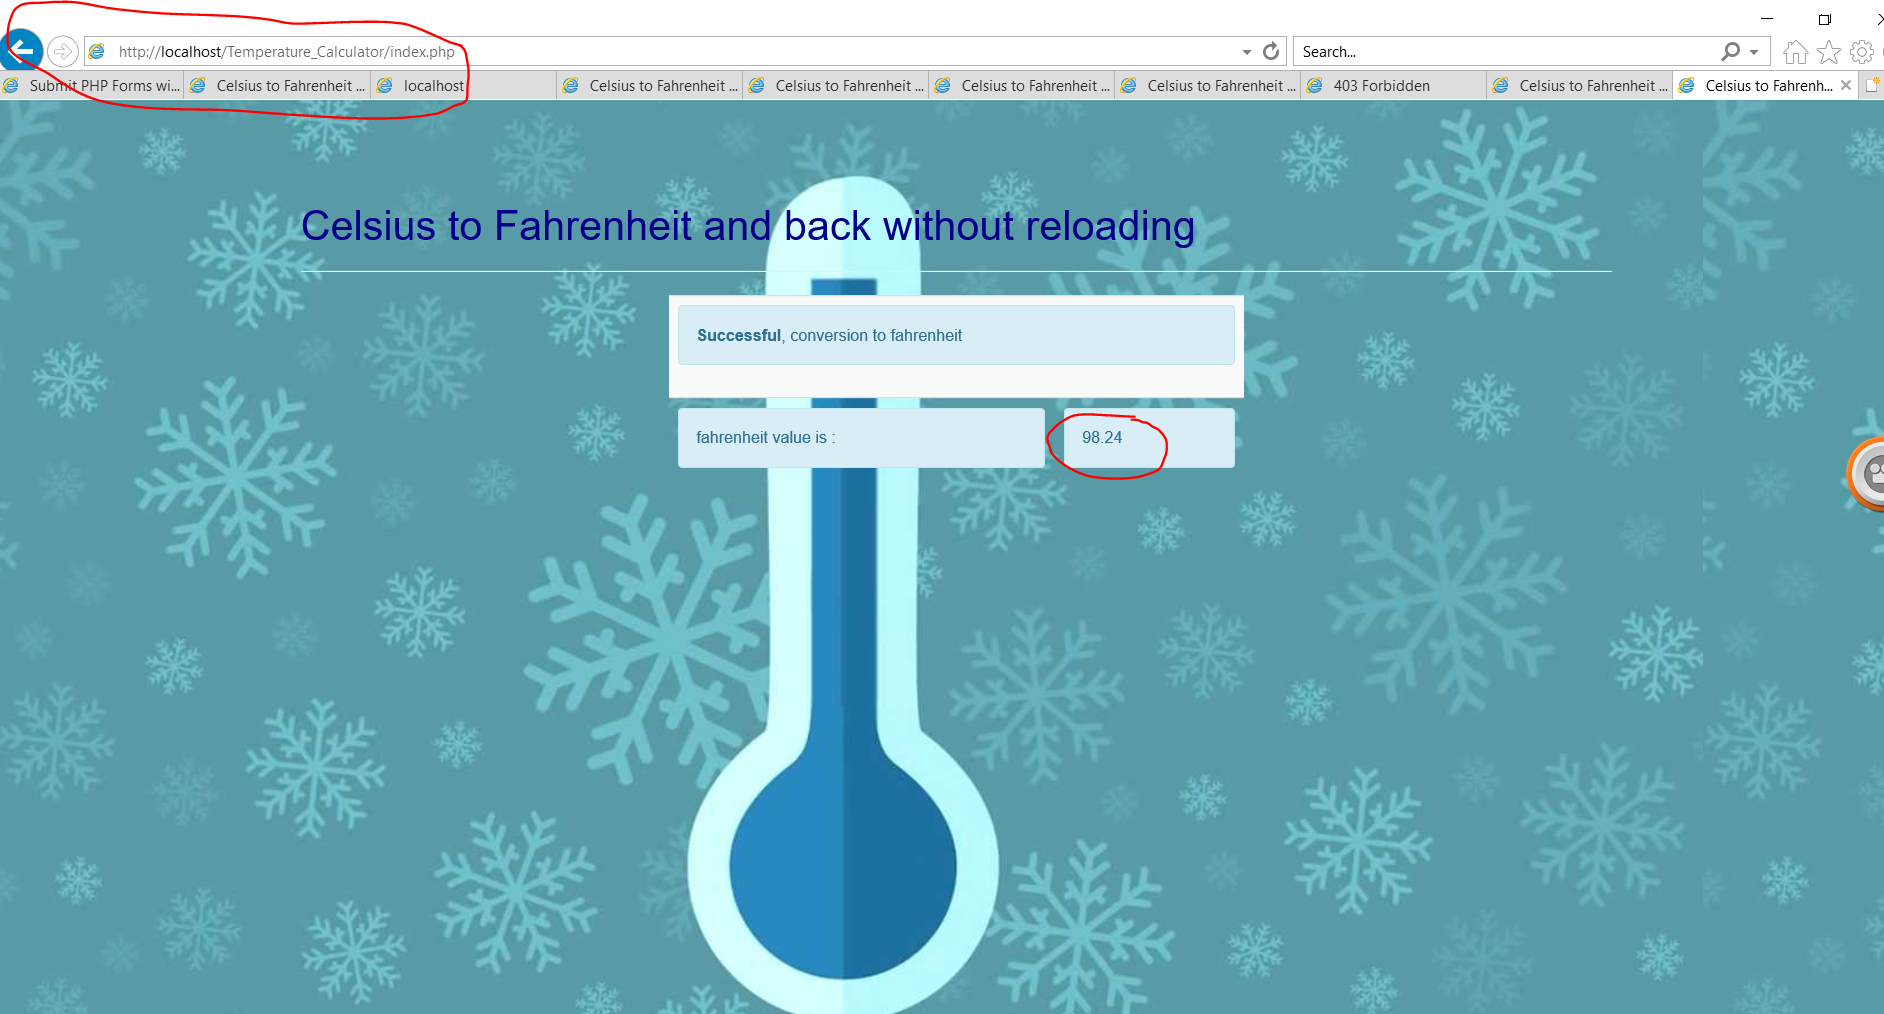 http://localhost/Temperature_Calculator/index.php
Search...
Submit PHP Forms wi...
Celsius to Fahrenheit ...
localhost
Celsius to Fahrenheit ...
Celsius to Fahrenheit ...
Celsius to Fahrenheit ...
Celsius to Fahrenheit ...
403 Forbidden
Celsius to Fahrenheit ...
Celsius to Fahrenh...
Celsius to Fahrenheit and back without reloading
Successful, conversion to fahrenheit
fahrenheit value is :
98.24